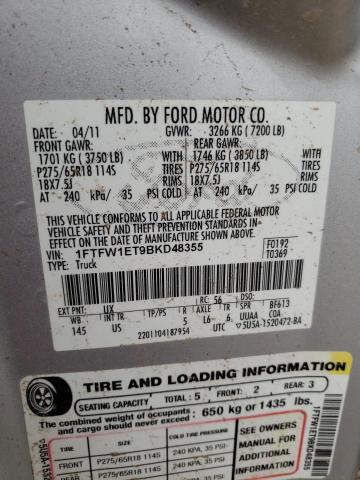 MFD. BY FORD MOTOR CO.
DATE: 04/11 GVWR: 3266 KG ( 7200 LB)
FRONT GAWR: REAR GAWR:
1701 KG ( 3750 LB) WITH 1746 KG ( 3850 LB) WITH
P275/65R18 114S TIRES P275/65R18 114S TIRES
18X7.5J RIMS 18X7.5J RIMS
AT 240 kPa/ 35 PSI COLD AT 240 kPa/ 35 PSI COLD
THIS VEHICLE CONFORMS TO ALL APPLICABLE FEDERAL MOTOR VEHICLE
SAFETY AND THEFT PREVENTION STANDARDS IN EFFECT ON THE DATE OF
MANUFACTURE SHOWN ABOVE.
VIN: 1FTFW1ET9BKD48355 F0192
TYPE: Truck T0369
EXT PNT: UX RC: 56 DSO:
WB INT TR TP/PS R AXLE TR SPR BF613
145 US 5 L6 6. UUAA CDA
2201104187954 UTC 5U5A-1520472-BA
TIRE AND LOADING INFORMATION
SEATING CAPACITY TOTAL: 5 FRONT: 2 REAR: 3
The combined weight of occupants
should never exceed: 650 kg or 1435 lbs.
TIRE SIZE COLD TIRE PRESSURE
FRONT P275/65R18 114S 240 KPA, 35 PSI
REAR P275/65R18 114S 240 KPA, 35 PSI
SEE OWNERS
MANUAL FOR
ADDITIONAL
INFORMATION
1FTFW1ET9BKD48355